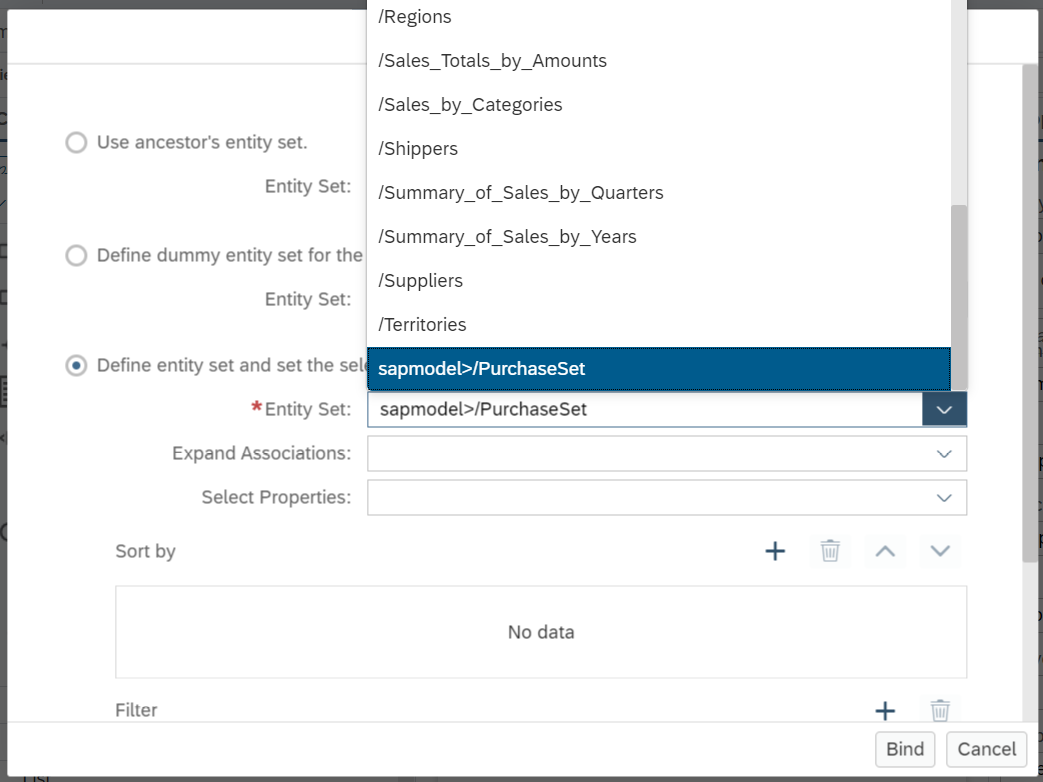 /Regions
/Sales_Totals_by_Amounts
/Sales_by_Categories
/Shippers
/Summary_of_Sales_by_Quarters
/Summary_of_Sales_by_Years
/Suppliers
/Territories
sapmodel>/PurchaseSet
Use ancestor's entity set.
Entity Set:
Define dummy entity set for the
Entity Set:
Define entity set and set the
*Entity Set: sapmodel>/PurchaseSet
Expand Associations:
Select Properties:
Sort by
No data
Filter
Bind Cancel